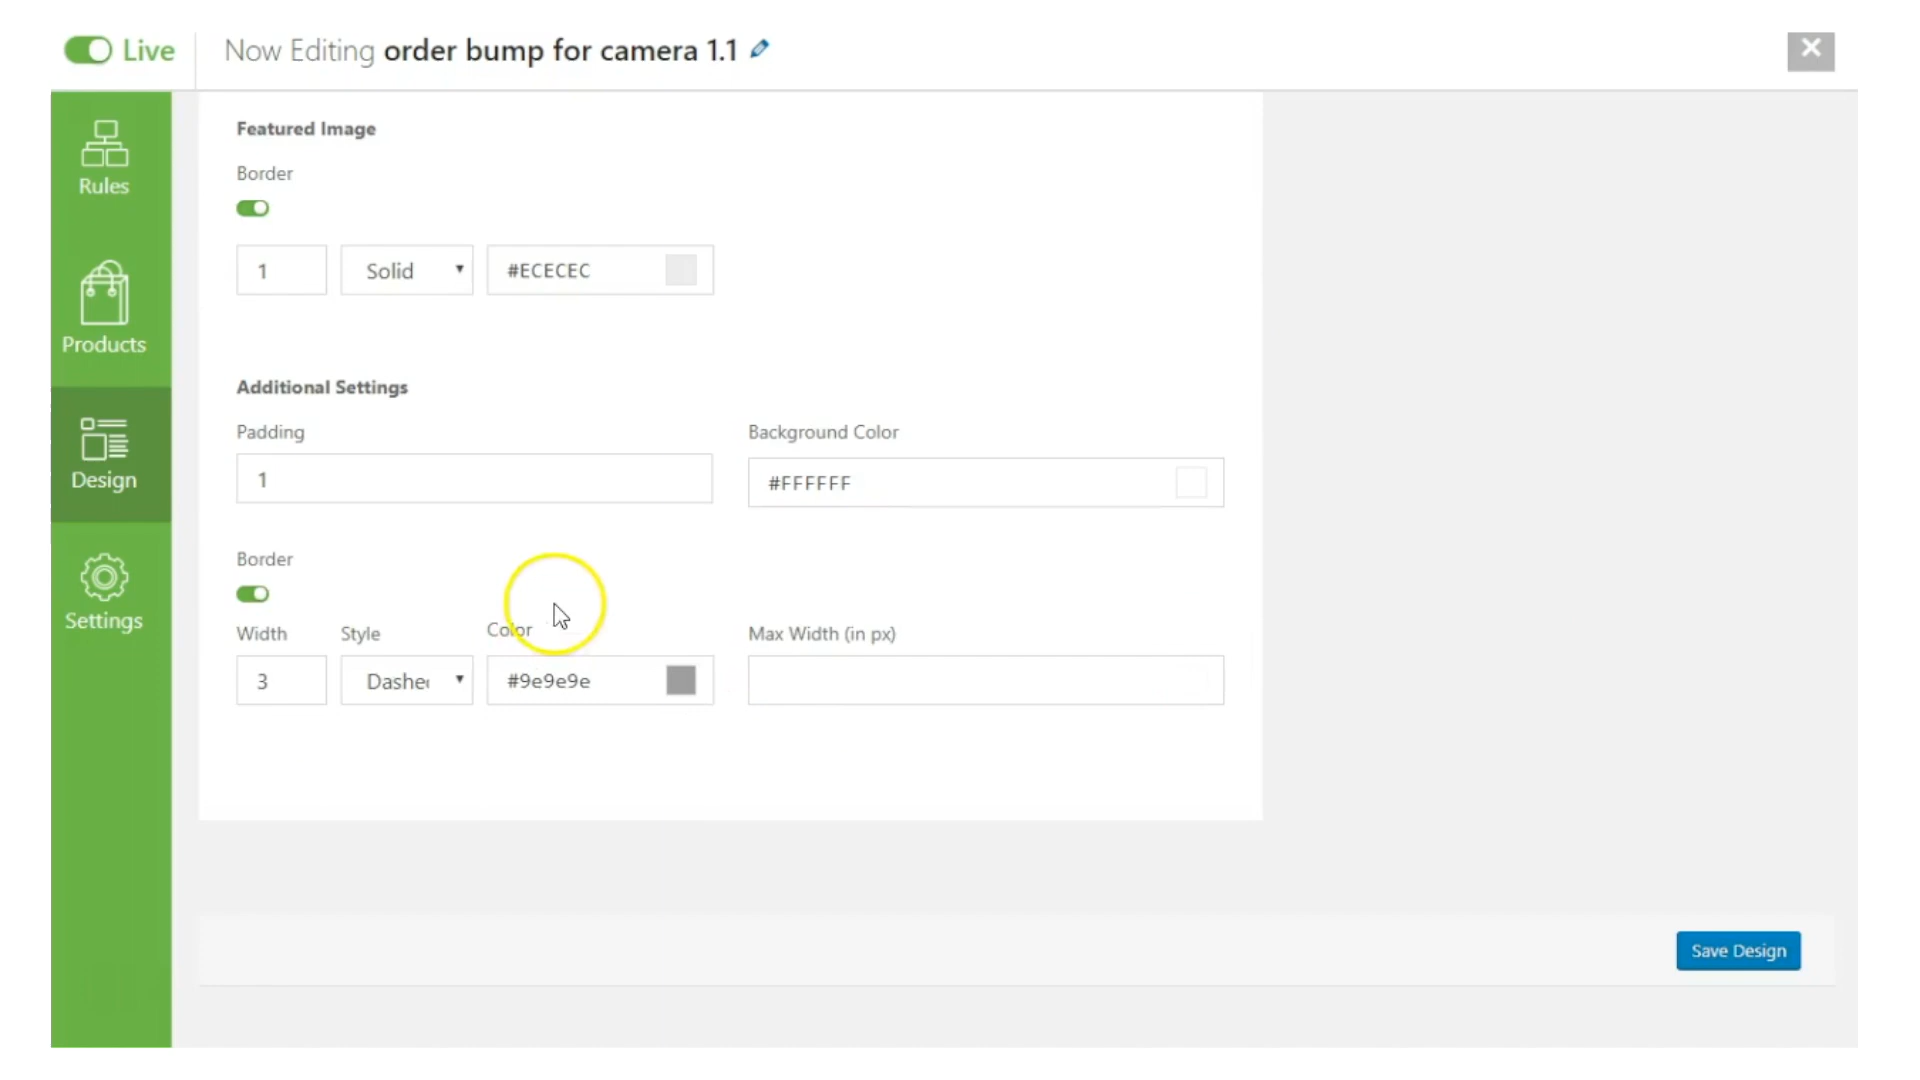 Live
Now Editing order bump for camera 1.1
Rules
Products
Design
Settings
Featured Image
Border
1
Solid
#ECECEC
Additional Settings
Padding
Background Color
1
#FFFFFF
Border
Width
Style
Color
Max Width (in px)
3
Dashe
#9e9e9e
Save Design